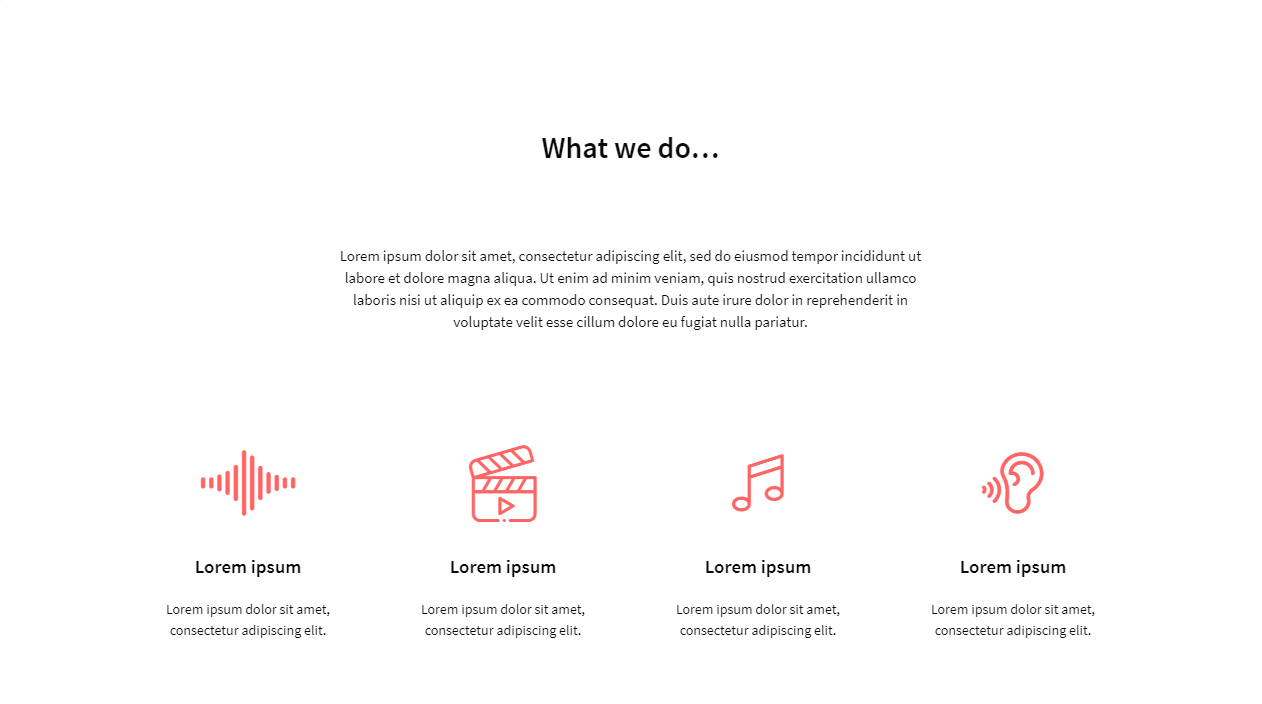 What we do...
Lorem ipsum dolor sit amet, consectetur adipiscing elit, sed do eiusmod tempor incididunt ut
labore et dolore magna aliqua. Ut enim ad minim veniam, quis nostrud exercitation ullamco
laboris nisi ut aliquip ex ea commodo consequat. Duis aute irure dolor in reprehenderit in
voluptate velit esse cillum dolore eu fugiat nulla pariatur.
Lorem ipsum
Lorem ipsum dolor sit amet,
consectetur adipiscing elit.
Lorem ipsum
Lorem ipsum dolor sit amet,
consectetur adipiscing elit.
Lorem ipsum
Lorem ipsum dolor sit amet,
consectetur adipiscing elit.
Lorem ipsum
Lorem ipsum dolor sit amet,
consectetur adipiscing elit.